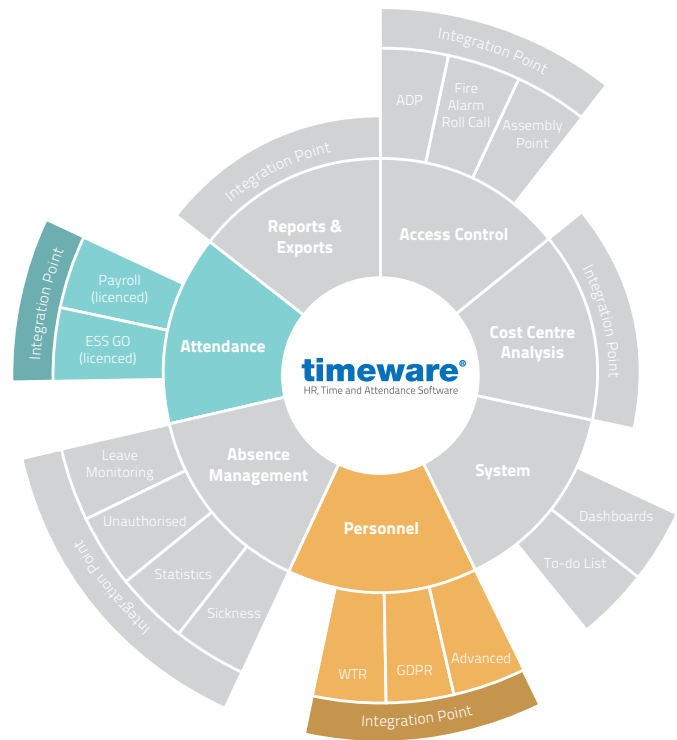 Integration Point
ADP
Fire
Alarm
Roll Call
Assembly
Point
Integration Point
Reports &
Exports
Access Control
Integration Point
Cost Centre
Analysis
Integration Point
Payroll
(licenced)
ESS GO
(licenced)
Attendance
timeware®
HR, Time and Attendance Software
Absence
Management
Leave
Monitoring
Unauthorised
Statistics
Sickness
Integration Point
System
Dashboards
To-do List
Personnel
WTR
GDPR
Advanced
Integration Point